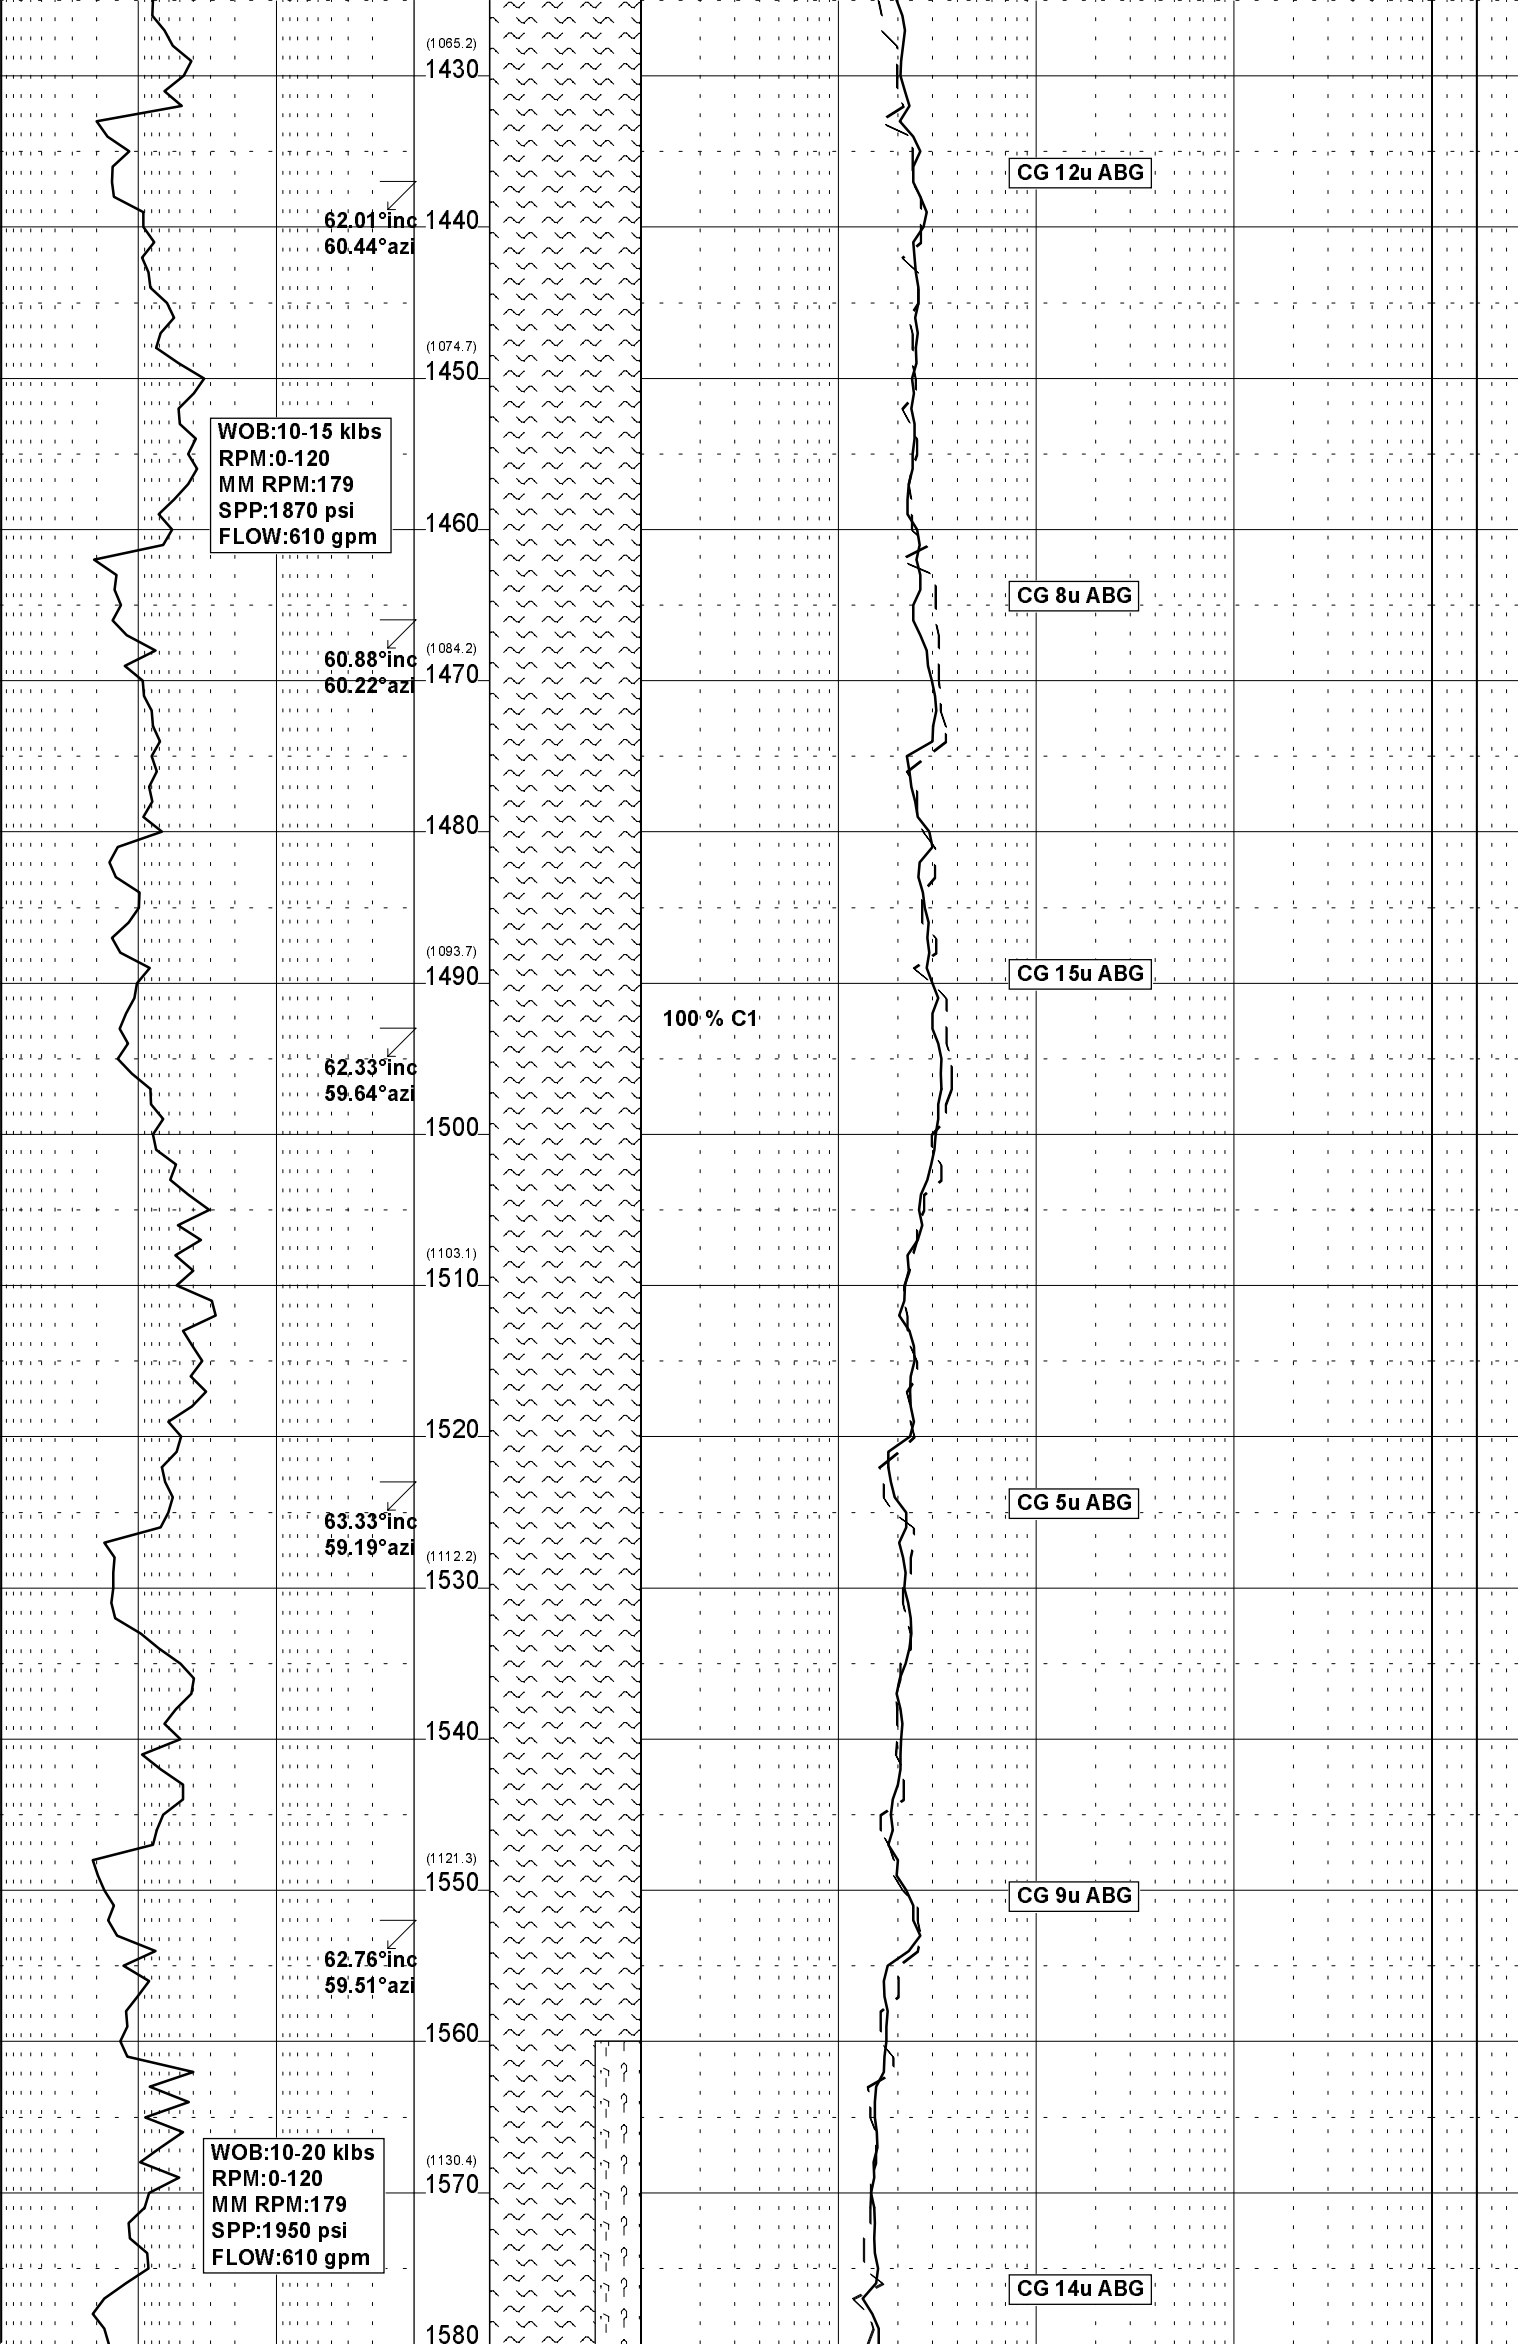 (1065.2)
1430
CG 12u ABG
62.01°inc
1440
60.44°azi
(1074.7)
1450
WOB:10-15 klbs
RPM:0-120
MM RPM:179
SPP:1870 psi
FLOW:610 gpm
1460
CG 8u ABG
(1084.2)
60.88°inc
1470
60.22°azi
1480
(1093.7)
1490
CG 15u ABG
100 % C1
62.33°inc
59.64°azi
1500
(1103.1)
1510
1520
CG 5u ABG
63.33°inc
59.19°azi
(1112.2)
1530
1540
(1121.3)
1550
CG 9u ABG
62.76°inc
59.51°azi
1560
WOB:10-20 klbs
RPM:0-120
MM RPM:179
SPP:1950 psi
FLOW:610 gpm
(1130.4)
1570
CG 14u ABG
1580